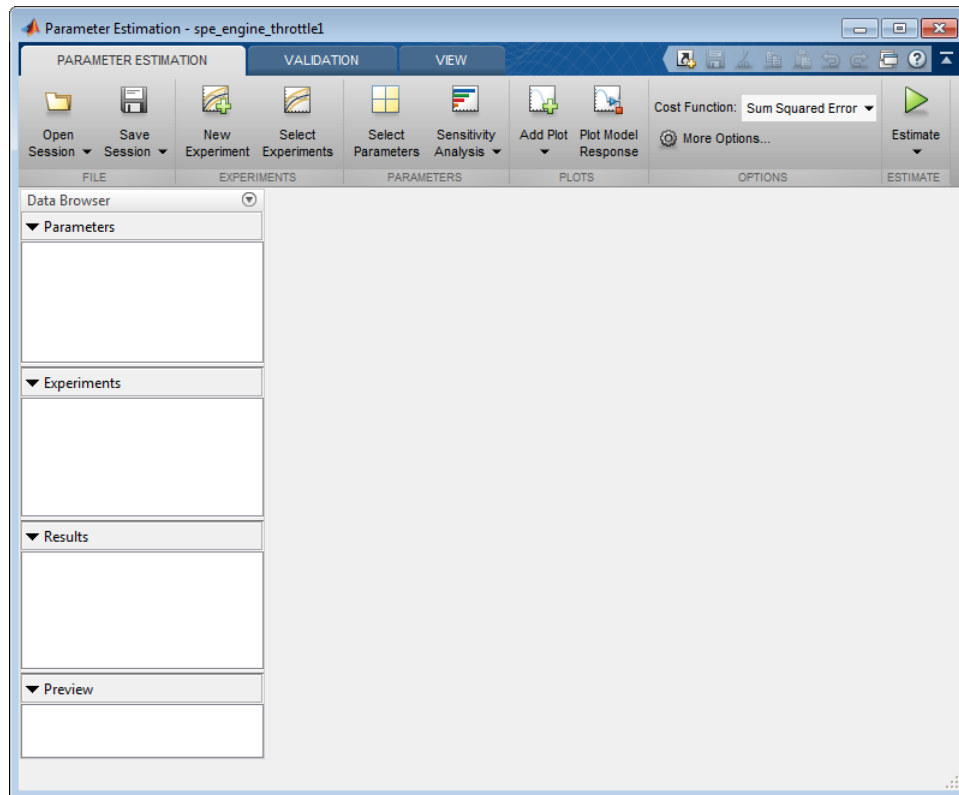 Parameter Estimation - spe_engine_throttle1
PARAMETER ESTIMATION VALIDATION VIEW
Open Session Save Session New Experiment Select Experiments Select Parameters Sensitivity Analysis Add Plot Plot Model Response Cost Function: Sum Squared Error Estimate
More Options...
FILE EXPERIMENTS PARAMETERS PLOTS OPTIONS ESTIMATE
Data Browser
Parameters
Experiments
Results
Preview